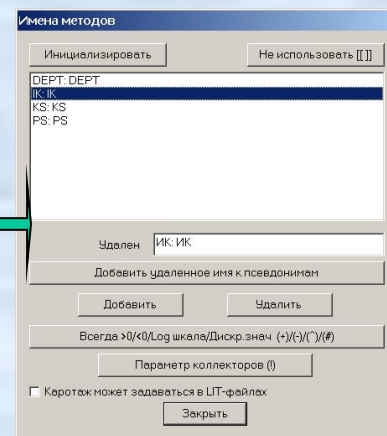 Имена методов
Инициализировать
Не использовать [[ ]]
DEPT: DEPT
IK: IK
KS: KS
PS: PS
Удален
ИК: ИК
Добавить удаленное имя к псевдонимам
Добавить
Удалить
Всегда >0/<0/Log шкала/Дискр.знач (+)/(-)/(^)/(#)
Параметр коллекторов (!)
Каротаж может задаваться в LIT-файлах
Закрыть